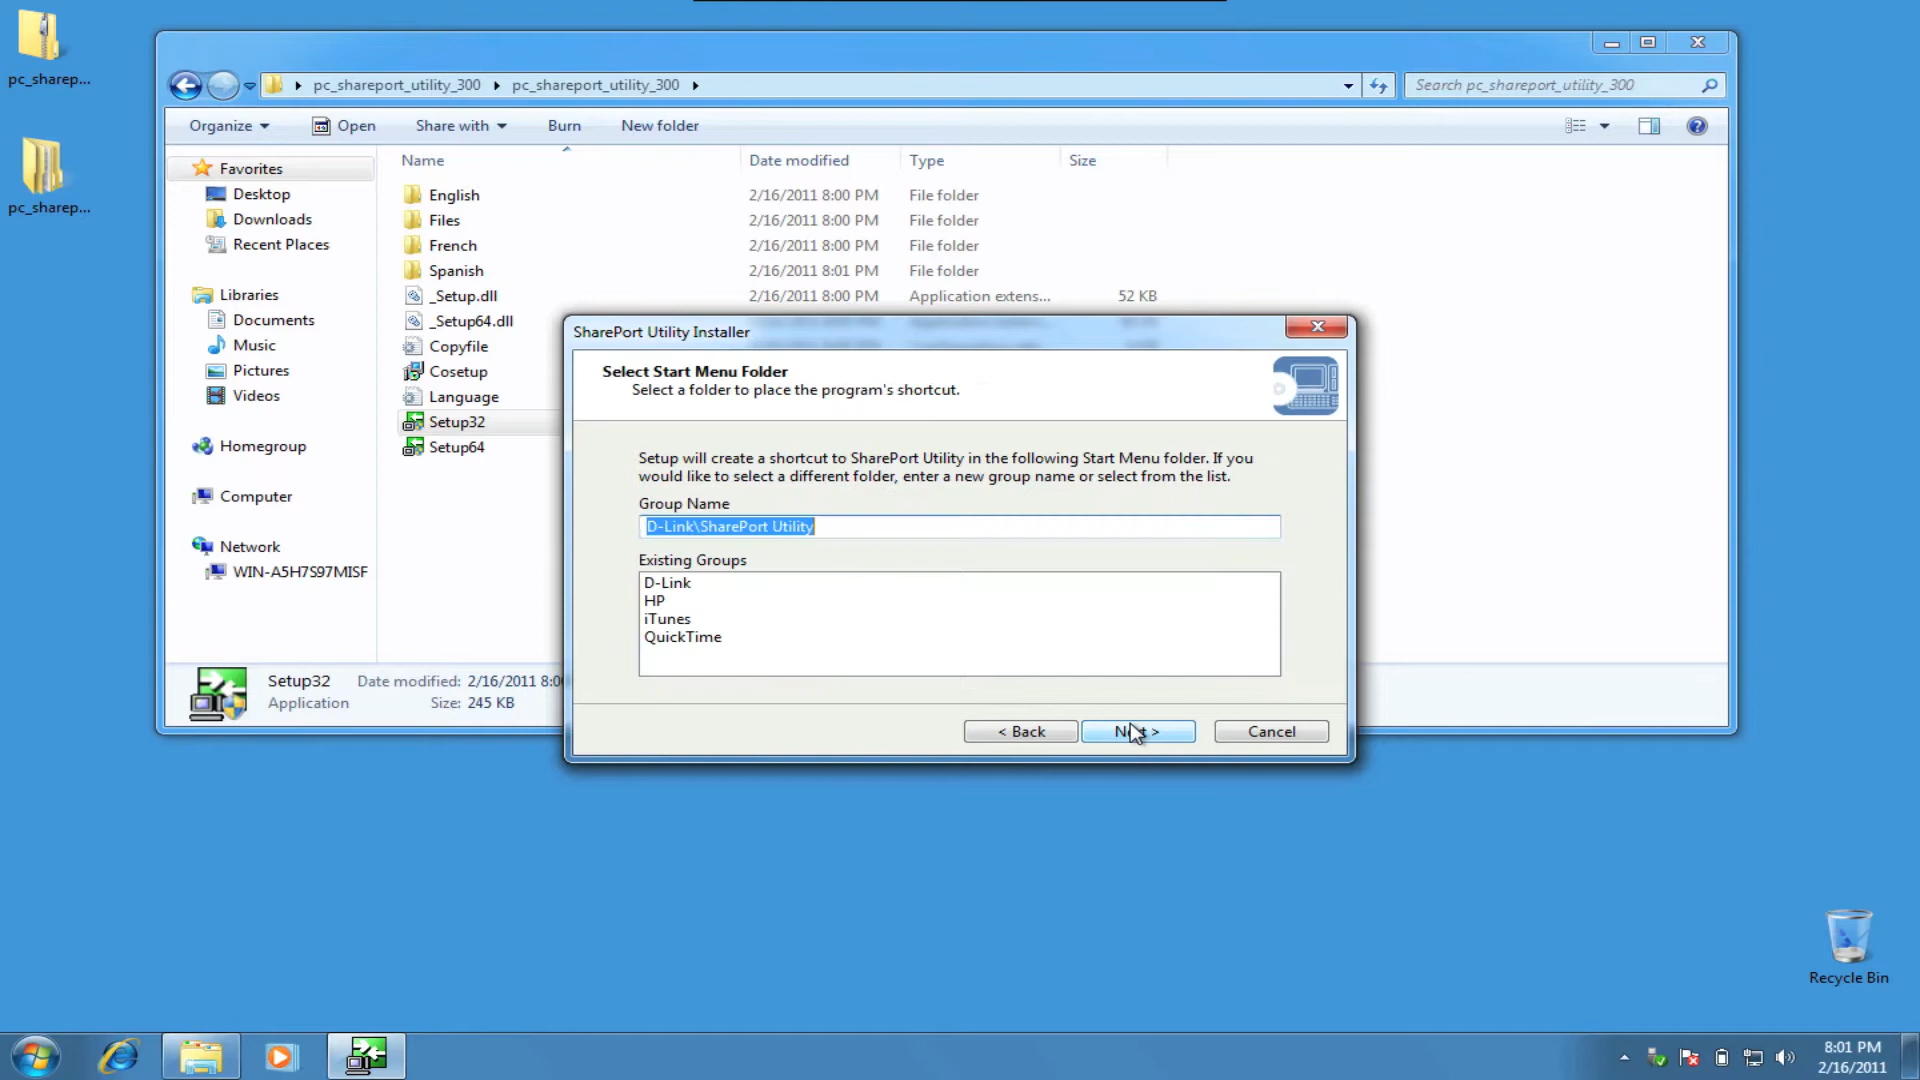 pc_sharep...
pc_sharep...
pc_shareport_utility_300
pc_shareport_utility_300
Search pc_shareport_utility_300
Organize
Open
Share with
Burn
New folder
Favorites
Desktop
Downloads
Recent Places
Libraries
Documents
Music
Pictures
Videos
Homegroup
Computer
Network
WIN-A5H7S97MISF
Name Date modified Type Size
English 2/16/2011 8:00 PM File folder
Files 2/16/2011 8:00 PM File folder
French 2/16/2011 8:00 PM File folder
Spanish 2/16/2011 8:01 PM File folder
_Setup.dll 2/16/2011 8:00 PM Application extens... 52 KB
_Setup64.dll
Copyfile
Cosetup
Language
Setup32
Setup64
Setup32 Date modified: 2/16/2011 8:0
Application Size: 245 KB
SharePort Utility Installer
Select Start Menu Folder
Select a folder to place the program's shortcut.
Setup will create a shortcut to SharePort Utility in the following Start Menu folder. If you
would like to select a different folder, enter a new group name or select from the list.
Group Name
D-Link\SharePort Utility
Existing Groups
D-Link
HP
iTunes
QuickTime
< Back
Next >
Cancel
Recycle Bin
8:01 PM
2/16/2011